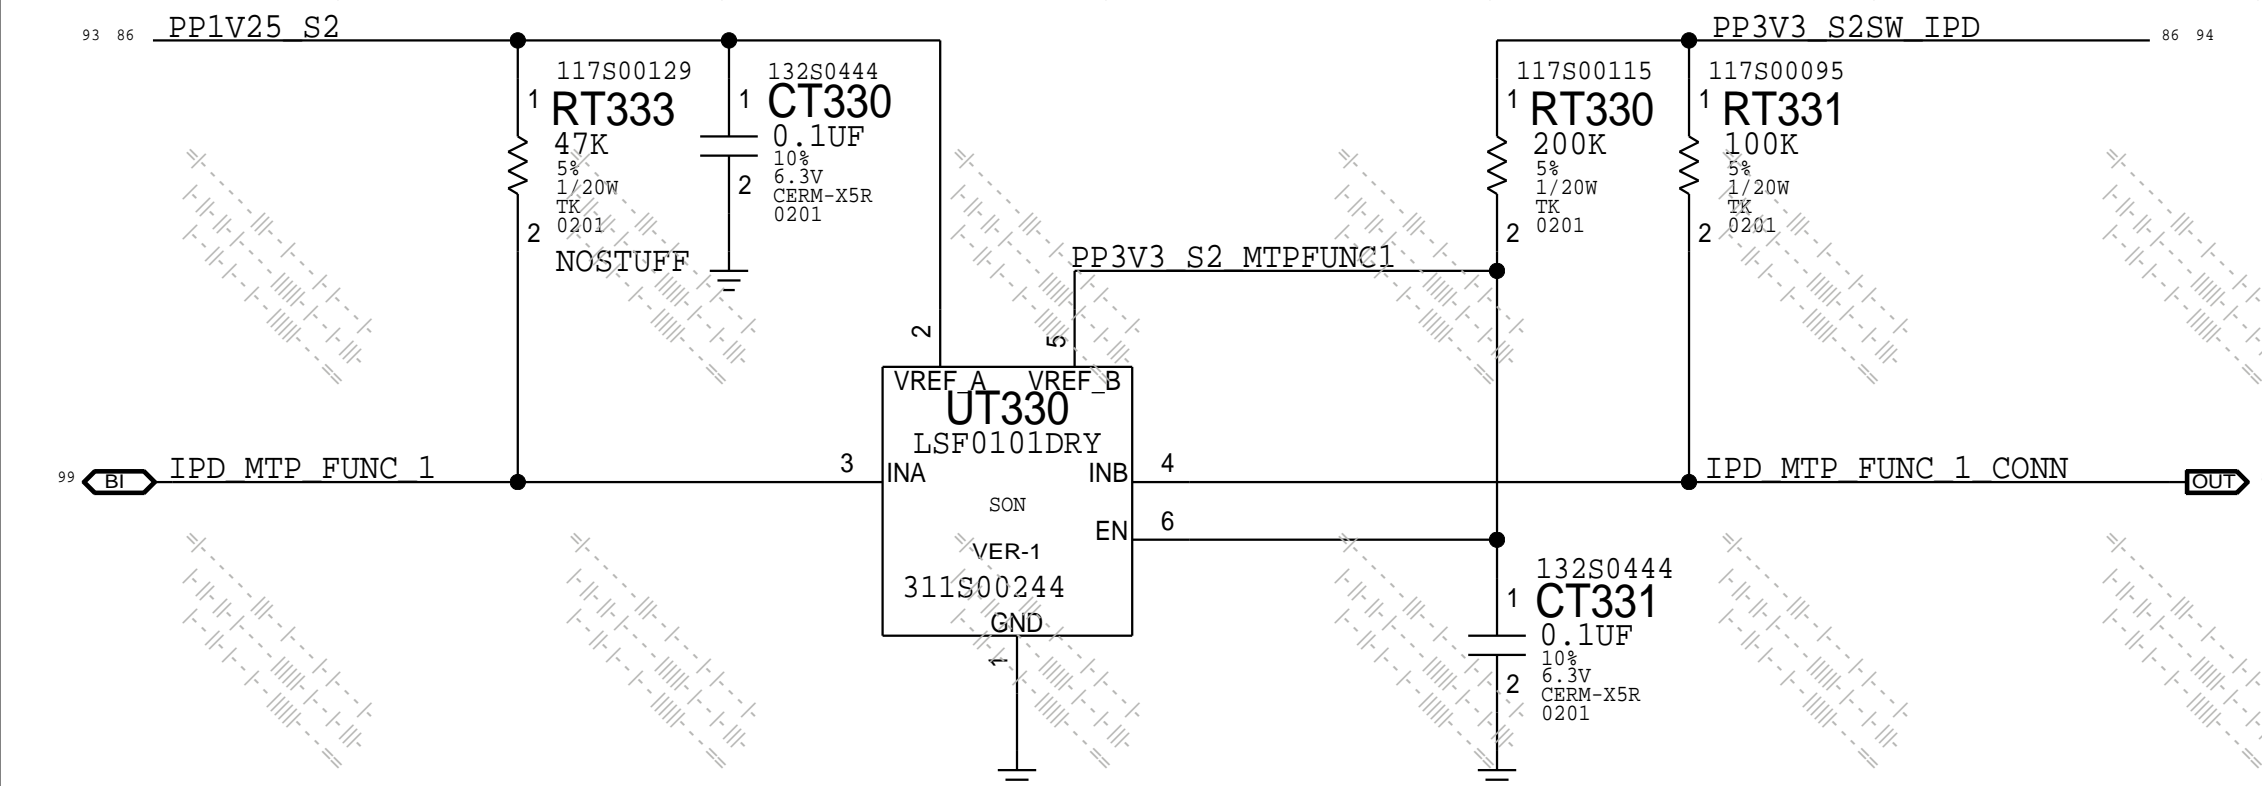 93 86 PP1V25_S2
PP3V3_S2SW_IPD 86 94
117S00129
1 RT333
47K
5%
1/20W
TK
0201
2
NOSTUFF
132S0444
1 CT330
0.1UF
10%
6.3V
2
CERM-X5R
0201
117S00115
1 RT330
200K
5%
1/20W
TK
0201
2
117S00095
1 RT331
100K
5%
1/20W
TK
0201
2
PP3V3_S2_MTPFUNC1
2
5
VREF_A VREF_B
UT330
LSF0101DRY
99 BI IPD_MTP_FUNC_1
3
INA INB
4
IPD_MTP_FUNC_1_CONN OUT
SON
EN
6
VER-1
311S00244
GND
1
132S0444
1 CT331
0.1UF
10%
6.3V
2
CERM-X5R
0201